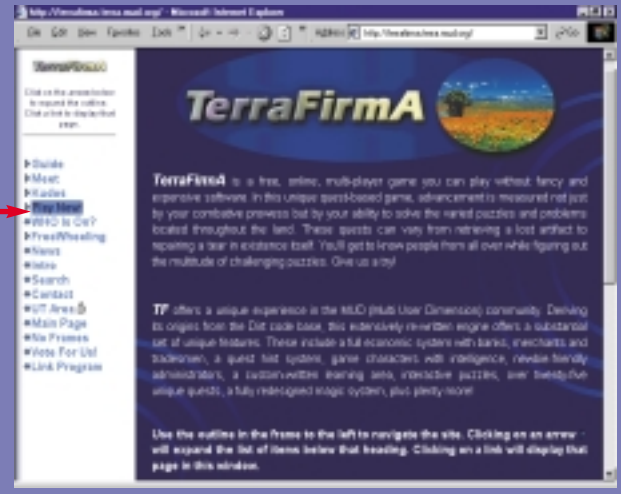 http://terrafirma.terra.mud.org/ - Microsoft Internet Explorer
File Edit View Favorites Tools
Address http://terrafirma.terra.mud.org/
Go
TerraFirmA
Click on the arrows below
to expand the outline.
Click a link to display that
page.
Guide
Meet
Kudos
Play Now
WHO Is On?
FreeWheeling
News
Intro
Search
Contact
UT Area
Main Page
No Frames
Vote For Us!
Link Program
TerraFirmA
TerraFirmA is a free, online, multi-player game you can play without fancy and
expensive software. In this unique quest-based game, advancement is measured not just
by your combative prowess but by your ability to solve the varied puzzles and problems
located throughout the land. These quests can vary from retrieving a lost artifact to
repairing a tear in existence itself. You'll get to know people from all over while figuring out
the multitude of challenging puzzles. Give us a try!
TF offers a unique experience in the MUD (Multi User Dimension) community. Deriving
its origins from the Dirt code base, this extensively re-written engine offers a substantial
set of unique features. These include a full economic system with banks, merchants and
tradesmen, a quest hint system, game characters with intelligence, newbie-friendly
administrators, a custom-written learning area, interactive puzzles, over twenty-five
unique quests, a fully redesigned magic system, plus plenty more!
Use the outline in the frame to the left to navigate the site. Clicking on an arrow
will expand the list of items below that heading. Clicking on a link will display that
page in this window.